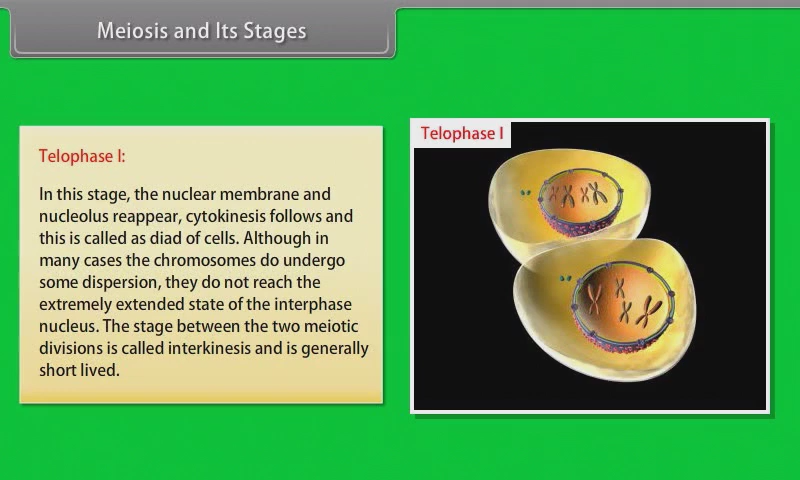 Meiosis and Its Stages
Telophase I:
In this stage, the nuclear membrane and
nucleolus reappear, cytokinesis follows and
this is called as diad of cells. Although in
many cases the chromosomes do undergo
some dispersion, they do not reach the
extremely extended state of the interphase
nucleus. The stage between the two meiotic
divisions is called interkinesis and is generally
short lived.
Telophase I